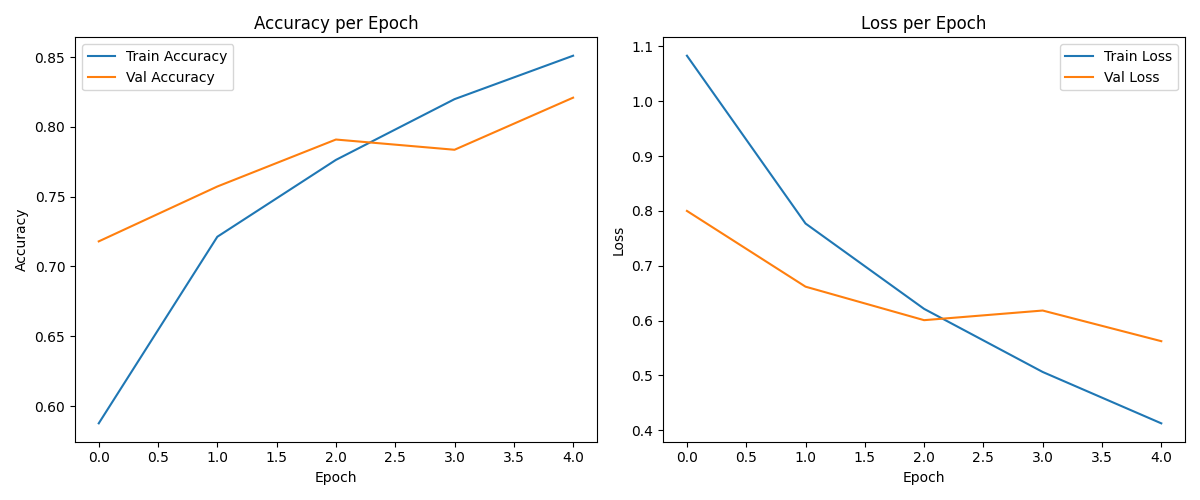 Accuracy per Epoch
Train Accuracy
Val Accuracy
0.85
0.80
0.75
0.70
0.65
0.60
Accuracy
0.0 0.5 1.0 1.5 2.0 2.5 3.0 3.5 4.0
Epoch
Loss per Epoch
Train Loss
Val Loss
1.1
1.0
0.9
0.8
0.7
0.6
0.5
0.4
Loss
0.0 0.5 1.0 1.5 2.0 2.5 3.0 3.5 4.0
Epoch